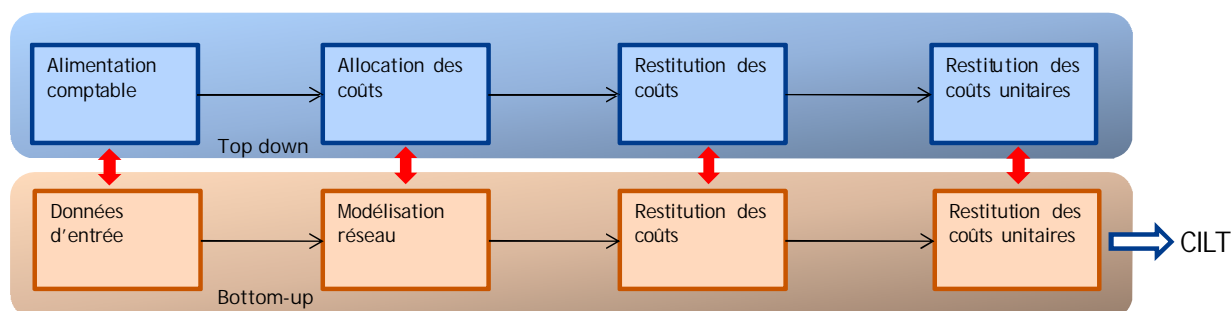 Alimentation
comptable
Allocation des
coûts
Restitution des
coûts
Restitution des
coûts unitaires
Top down
Données
d'entrée
Modélisation
réseau
Restitution des
coûts
Restitution des
coûts unitaires
CILT
Bottom-up